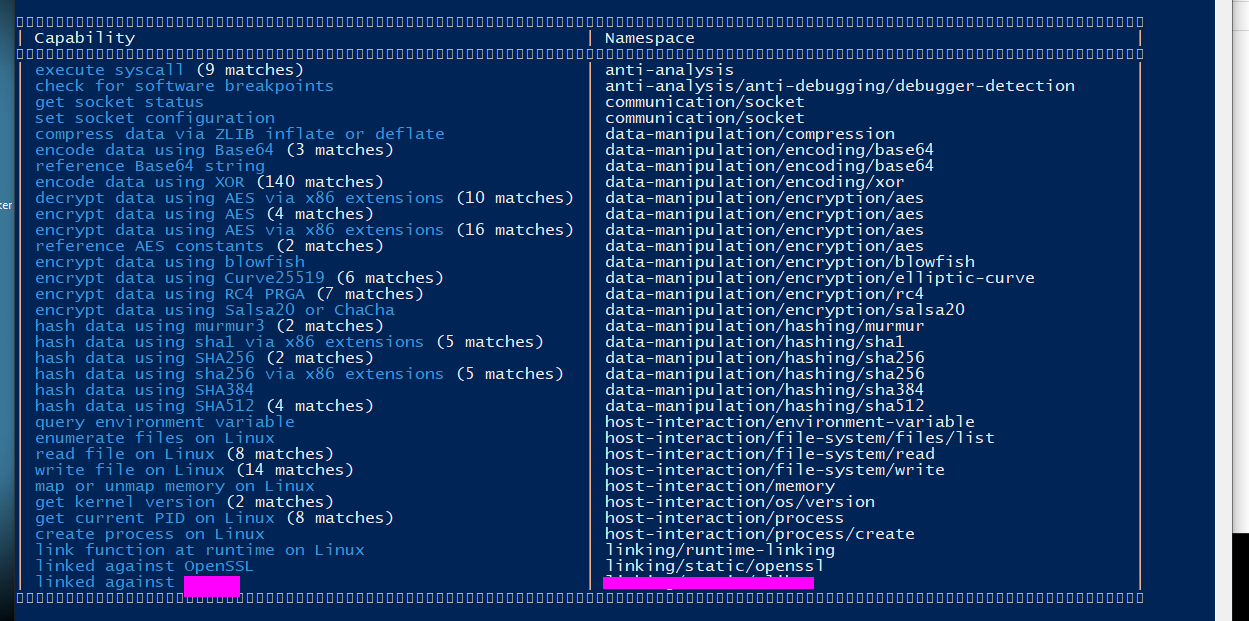 | Capability | Namespace |
| execute syscall (9 matches) | anti-analysis |
| check for software breakpoints | anti-analysis/anti-debugging/debugger-detection |
| get socket status | communication/socket |
| set socket configuration | communication/socket |
| compress data via ZLIB inflate or deflate | data-manipulation/compression |
| encode data using Base64 (3 matches) | data-manipulation/encoding/base64 |
| reference Base64 string | data-manipulation/encoding/base64 |
| encode data using XOR (140 matches) | data-manipulation/encoding/xor |
| decrypt data using AES via x86 extensions (10 matches) | data-manipulation/encryption/aes |
| encrypt data using AES (4 matches) | data-manipulation/encryption/aes |
| encrypt data using AES via x86 extensions (16 matches) | data-manipulation/encryption/aes |
| reference AES constants (2 matches) | data-manipulation/encryption/aes |
| encrypt data using blowfish | data-manipulation/encryption/blowfish |
| encrypt data using Curve25519 (6 matches) | data-manipulation/encryption/elliptic-curve |
| encrypt data using RC4 PRGA (7 matches) | data-manipulation/encryption/rc4 |
| encrypt data using Salsa20 or ChaCha | data-manipulation/encryption/salsa20 |
| hash data using murmur3 (2 matches) | data-manipulation/hashing/murmur |
| hash data using sha1 via x86 extensions (5 matches) | data-manipulation/hashing/sha1 |
| hash data using SHA256 (2 matches) | data-manipulation/hashing/sha256 |
| hash data using sha256 via x86 extensions (5 matches) | data-manipulation/hashing/sha256 |
| hash data using SHA384 | data-manipulation/hashing/sha384 |
| hash data using SHA512 (4 matches) | data-manipulation/hashing/sha512 |
| query environment variable | host-interaction/environment-variable |
| enumerate files on Linux | host-interaction/file-system/files/list |
| read file on Linux (8 matches) | host-interaction/file-system/read |
| write file on Linux (14 matches) | host-interaction/file-system/write |
| map or unmap memory on Linux | host-interaction/memory |
| get kernel version (2 matches) | host-interaction/os/version |
| get current PID on Linux (8 matches) | host-interaction/process |
| create process on Linux | host-interaction/process/create |
| link function at runtime on Linux | linking/runtime-linking |
| linked against OpenSSL | linking/static/openssl |
| linked against